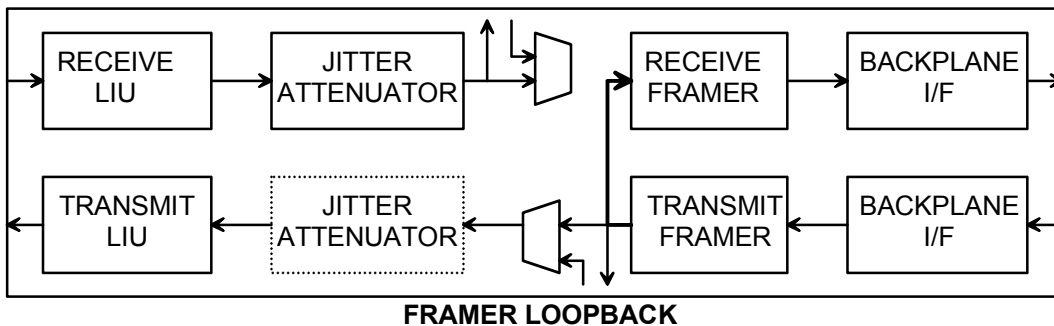 RECEIVE
LIU
JITTER
ATTENUATOR
RECEIVE
FRAMER
BACKPLANE
I/F
TRANSMIT
LIU
JITTER
ATTENUATOR
TRANSMIT
FRAMER
BACKPLANE
I/F
FRAMER LOOPBACK